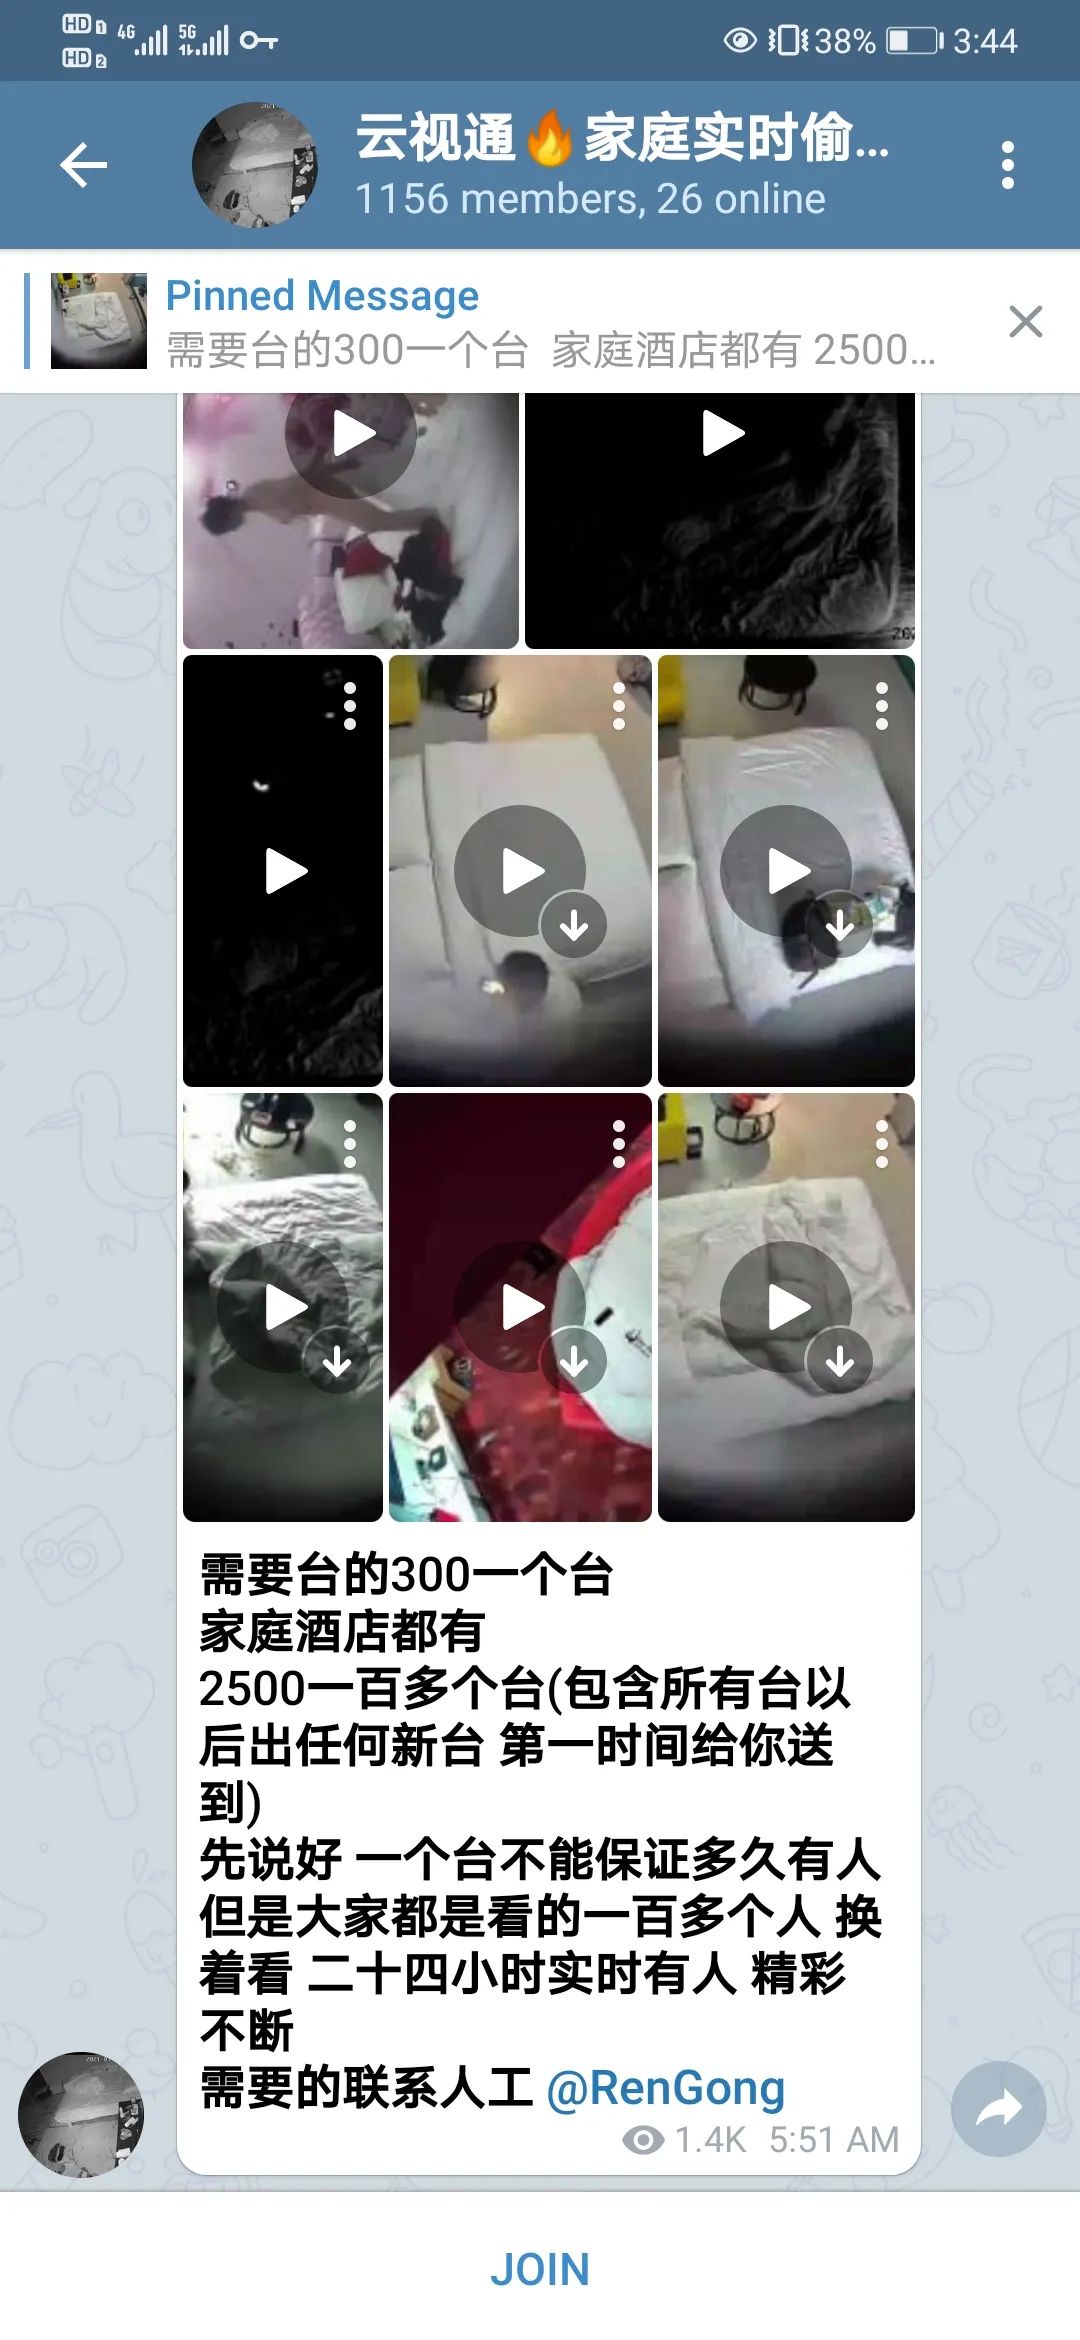 HD 1 4G 5G
HD 2
38% 3:44
云视通🔥家庭实时偷...
1156 members, 26 online
Pinned Message
需要台的300一个台 家庭酒店都有 2500...
需要台的300一个台
家庭酒店都有
2500一百多个台(包含所有台以
后出任何新台 第一时间给你送
到)
先说好 一个台不能保证多久有人
但是大家都是看的一百多个人 换
着看 二十四小时实时有人 精彩
不断
需要的联系人工 @RenGong
1.4K 5:51 AM
JOIN